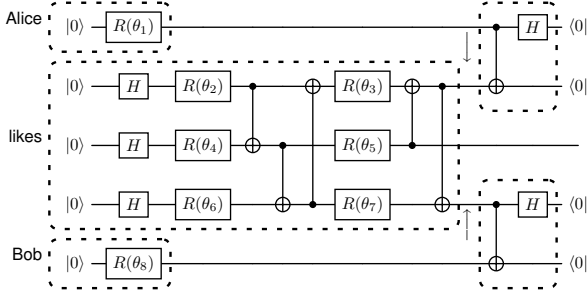 Alice |0⟩ R(θ₁) H ⟨0|
|0⟩ H R(θ₂) R(θ₃) ⟨0|
likes |0⟩ H R(θ₄) R(θ₅)
|0⟩ H R(θ₆) R(θ₇) H ⟨0|
Bob |0⟩ R(θ₈) ⟨0|